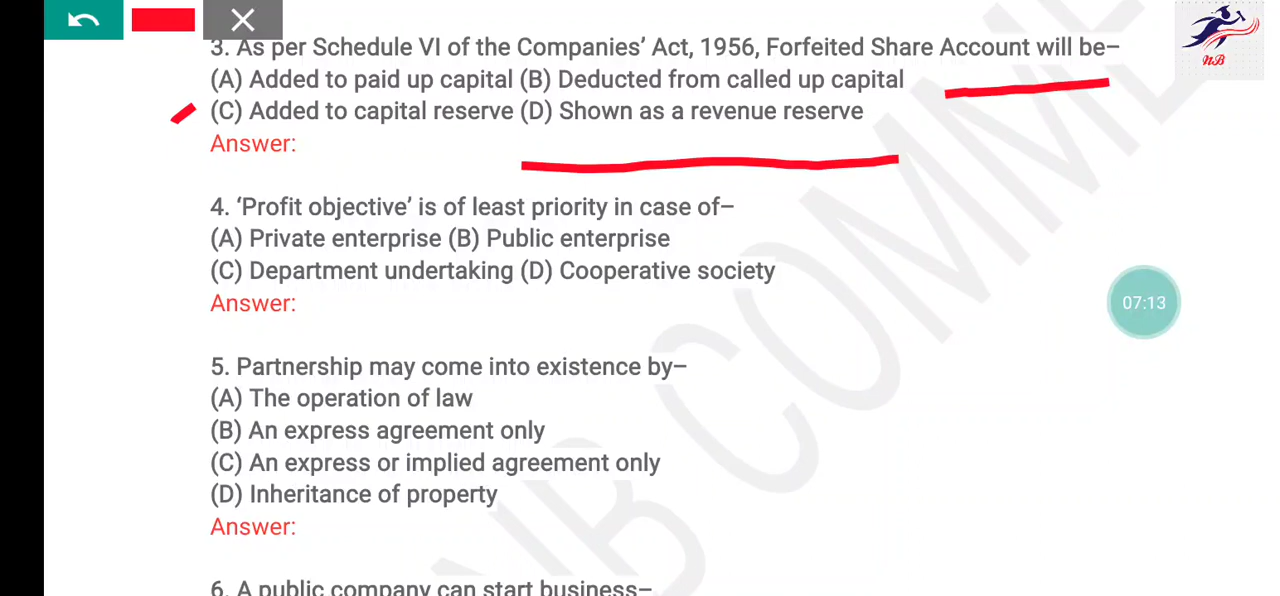 3. As per Schedule VI of the Companies’ Act, 1956, Forfeited Share Account will be–
(A) Added to paid up capital (B) Deducted from called up capital
(C) Added to capital reserve (D) Shown as a revenue reserve
Answer:
4. ‘Profit objective’ is of least priority in case of–
(A) Private enterprise (B) Public enterprise
(C) Department undertaking (D) Cooperative society
Answer:
07:13
5. Partnership may come into existence by–
(A) The operation of law
(B) An express agreement only
(C) An express or implied agreement only
(D) Inheritance of property
Answer:
6. A public company can start business–
NB
NB COMME